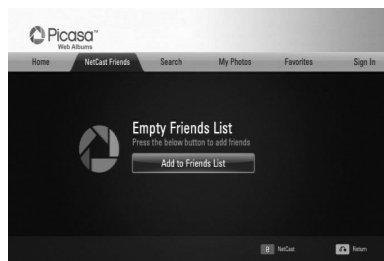 Picasa™
Web Albums
Home NetCast Friends Search My Photos Favorites Sign In
Empty Friends List
Press the below button to add friends
Add to Friends List
NetCast Return